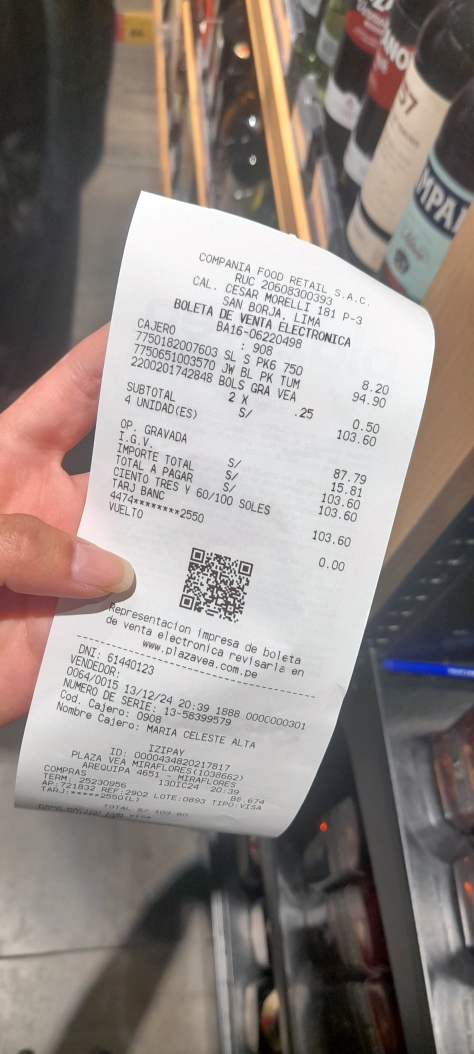 COMPANIA FOOD RETAIL S.A.C.
RUC 20608300393
CAL. CESAR MORELLI 181 P-3
SAN BORJA, LIMA
BOLETA DE VENTA ELECTRONICA
BA16-06220498
CAJERO : 908
7750182007603 SL S PK6 750 8.20
7750651003570 JW BL PK TUM 94.90
2200201742848 BOLS GRA VEA
2 X .25 0.50
SUBTOTAL S/ 103.60
4 UNIDAD(ES)
OP. GRAVADA S/ 87.79
I.G.V. S/ 15.81
IMPORTE TOTAL S/ 103.60
TOTAL A PAGAR S/ 103.60
CIENTO TRES Y 60/100 SOLES
TARJ BANC 103.60
4474********2550
VUELTO 0.00
Representacion impresa de boleta
de venta electronica revisarla en
www.plazavea.com.pe
DNI: 61440123
VENDEDOR:
0064/0015 13/12/24 20:39 1888 0000000301
NUMERO DE SERIE: 13-58399579
Cod. Cajero: 0908
Nombre Cajero: MARIA CELESTE ALTA
IZIPAY
ID: 0000434820217817
PLAZA VEA MIRAFLORES(1038662)
AREQUIPA 4651 - MIRAFLORES
COMPRAS 13DIC24 20:39
TERM: 25230956 B6.674
AP:721832 REF:2902 LOTE:0893 TIPO:VISA
TARJ:*****2550(L)
TOTAL S/ 103.60
57
MPA